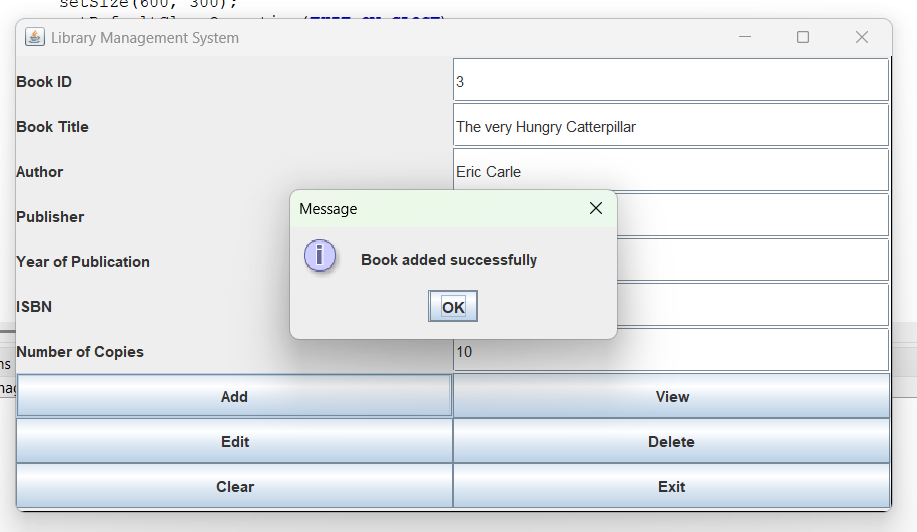 setSize(600, 300);
Library Management System
Book ID
3
Book Title
The very Hungry Catterpillar
Author
Eric Carle
Message
Publisher
Book added successfully
Year of Publication
OK
ISBN
Number of Copies
10
Add
View
Edit
Delete
Clear
Exit